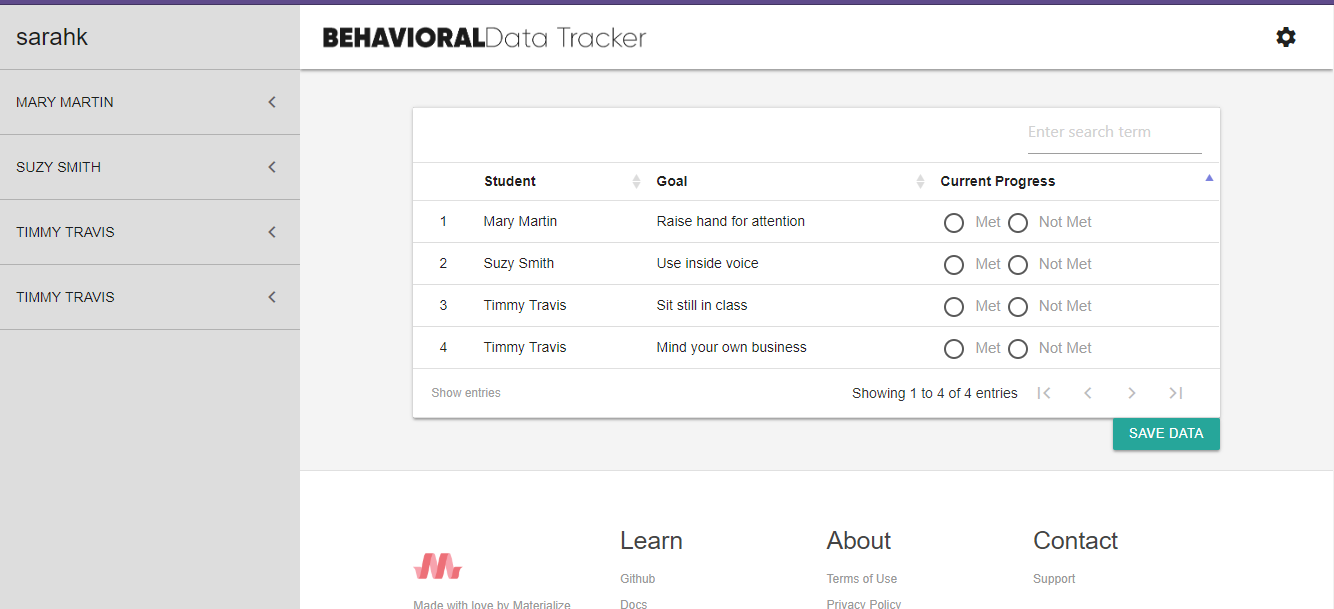 sarahk
BEHAVIORALData Tracker
MARY MARTIN
SUZY SMITH
TIMMY TRAVIS
TIMMY TRAVIS
Enter search term
Student Goal Current Progress
1 Mary Martin Raise hand for attention Met Not Met
2 Suzy Smith Use inside voice Met Not Met
3 Timmy Travis Sit still in class Met Not Met
4 Timmy Travis Mind your own business Met Not Met
Show entries Showing 1 to 4 of 4 entries
SAVE DATA
Learn About Contact
Github Terms of Use Support
Made with love by Materialize Docs Privacy Policy